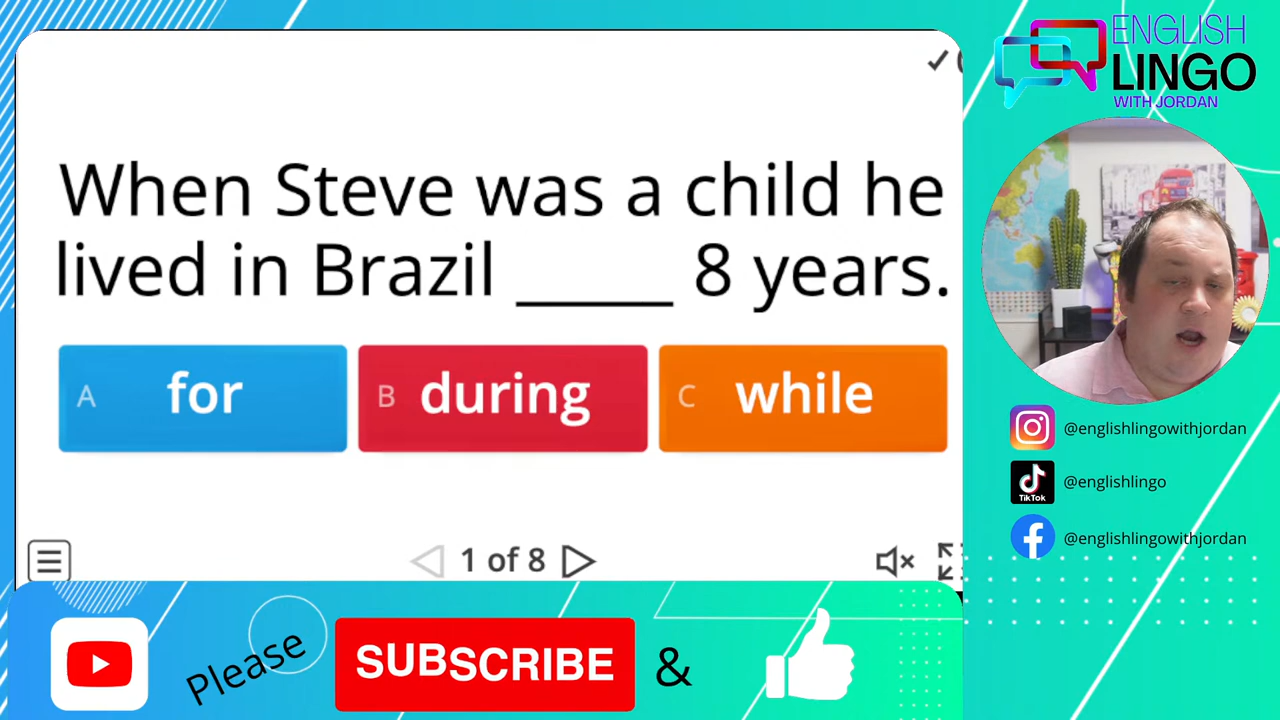 ENGLISH
LINGO
WITH JORDAN
When Steve was a child he
lived in Brazil _____ 8 years.
A for
B during
C while
1 of 8
@englishlingowithjordan
TikTok
@englishlingo
@englishlingowithjordan
Please
SUBSCRIBE
&